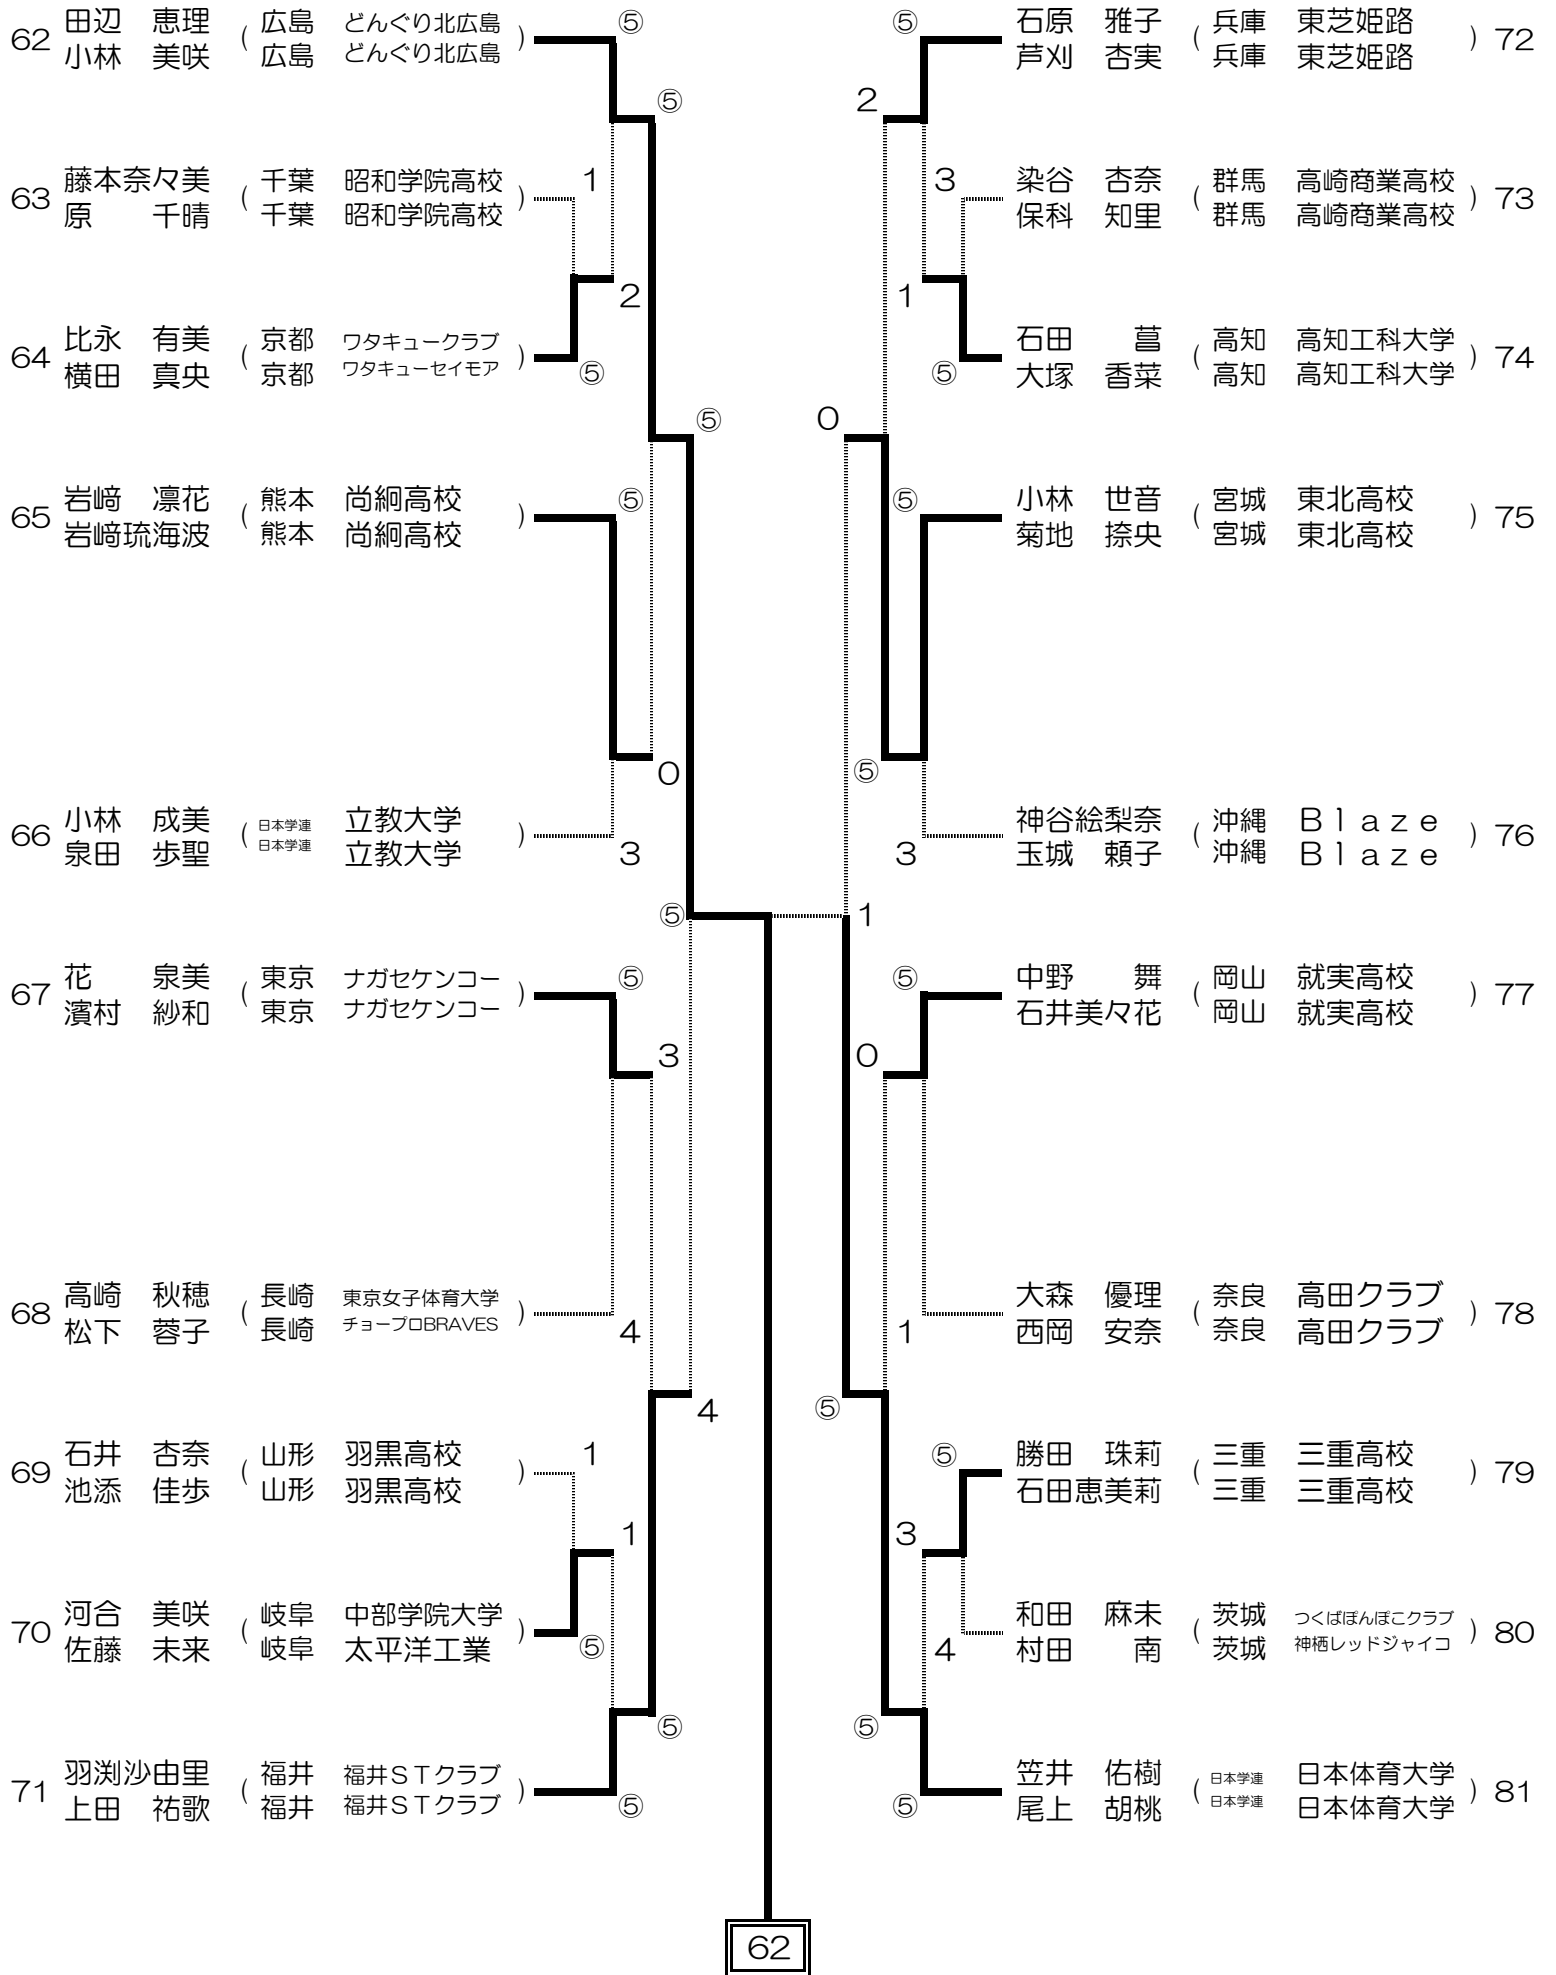 62 田辺　恵理 （ 広島　どんぐり北広島 ）
小林　美咲　広島　どんぐり北広島
⑤
⑤
63 藤本奈々美 （ 千葉　昭和学院高校 ）
原　　千晴　千葉　昭和学院高校
1
2
64 比永　有美 （ 京都　ワタキュークラブ ）
横田　真央　京都　ワタキューセイモア
⑤
⑤
65 岩﨑　凛花 （ 熊本　尚絅高校 ）
岩﨑琉海波　熊本　尚絅高校
⑤
0
66 小林　成美 （ 日本学連　立教大学 ）
泉田　歩聖　日本学連　立教大学
3
⑤
67 花　　泉美 （ 東京　ナガセケンコー ）
濱村　紗和　東京　ナガセケンコー
⑤
3
68 高崎　秋穂 （ 長崎　東京女子体育大学 ）
松下　蓉子　長崎　チョープロBRAVES
4
4
69 石井　杏奈 （ 山形　羽黒高校 ）
池添　佳歩　山形　羽黒高校
1
1
70 河合　美咲 （ 岐阜　中部学院大学 ）
佐藤　未来　岐阜　太平洋工業
⑤
⑤
71 羽渕沙由里 （ 福井　福井ＳＴクラブ ）
上田　祐歌　福井　福井ＳＴクラブ
⑤
⑤
石原　雅子 （ 兵庫　東芝姫路 ） 72
芦刈　杏実　兵庫　東芝姫路
2
3
染谷　杏奈 （ 群馬　高崎商業高校 ） 73
保科　知里　群馬　高崎商業高校
1
石田　　菖 （ 高知　高知工科大学 ） 74
大塚　香菜　高知　高知工科大学
⑤
0
⑤
小林　世音 （ 宮城　東北高校 ） 75
菊地　捺央　宮城　東北高校
⑤
神谷絵梨奈 （ 沖縄　Ｂｌａｚｅ ） 76
玉城　頼子　沖縄　Ｂｌａｚｅ
3
1
⑤
中野　　舞 （ 岡山　就実高校 ） 77
石井美々花　岡山　就実高校
0
大森　優理 （ 奈良　高田クラブ ） 78
西岡　安奈　奈良　高田クラブ
1
⑤
⑤
勝田　珠莉 （ 三重　三重高校 ） 79
石田恵美莉　三重　三重高校
3
和田　麻未 （ 茨城　つくばぽんぽこクラブ ） 80
村田　　南　茨城　神栖レッドジャイコ
4
⑤
笠井　佑樹 （ 日本学連　日本体育大学 ） 81
尾上　胡桃　日本学連　日本体育大学
⑤
62